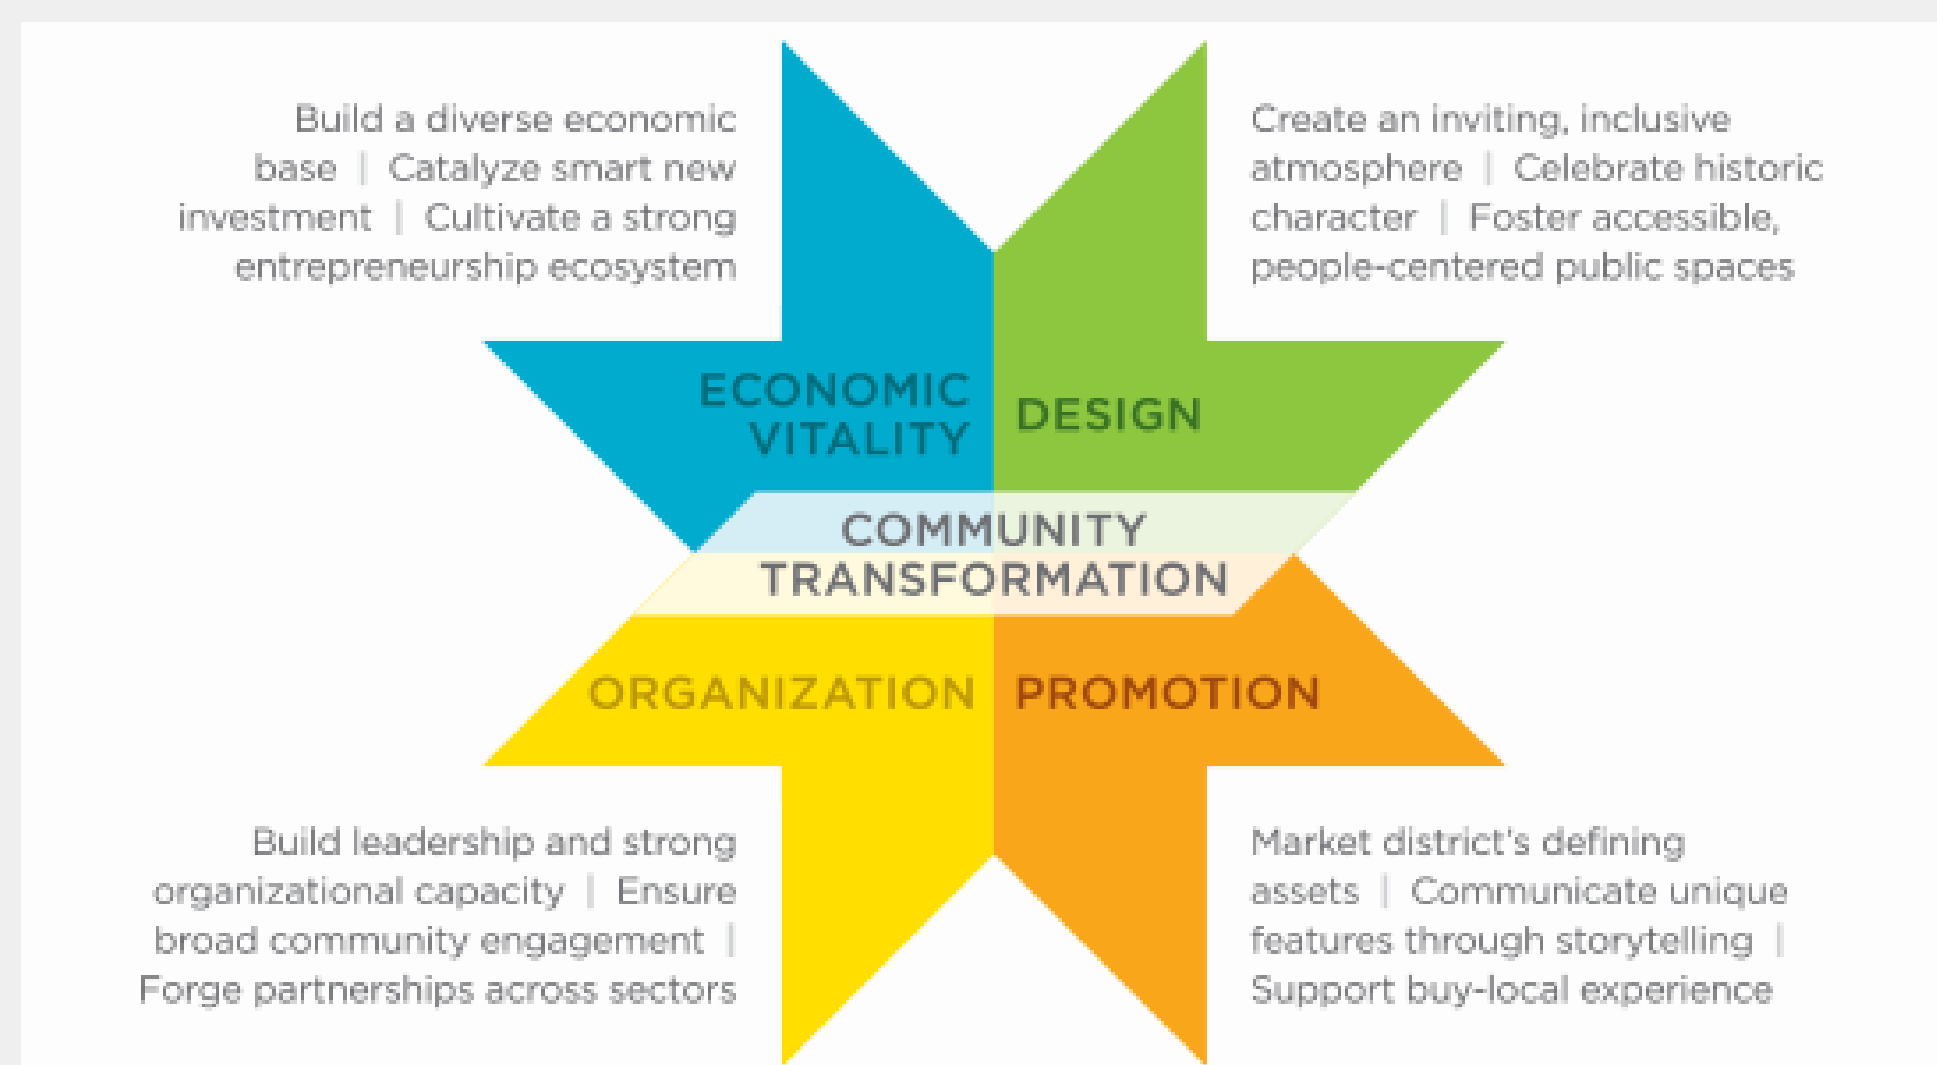 Build a diverse economic
base | Catalyze smart new
investment | Cultivate a strong
entrepreneurship ecosystem
Create an inviting, inclusive
atmosphere | Celebrate historic
character | Foster accessible,
people-centered public spaces
ECONOMIC
VITALITY
DESIGN
COMMUNITY
TRANSFORMATION
ORGANIZATION
PROMOTION
Build leadership and strong
organizational capacity | Ensure
broad community engagement |
Forge partnerships across sectors
Market district's defining
assets | Communicate unique
features through storytelling |
Support buy-local experience